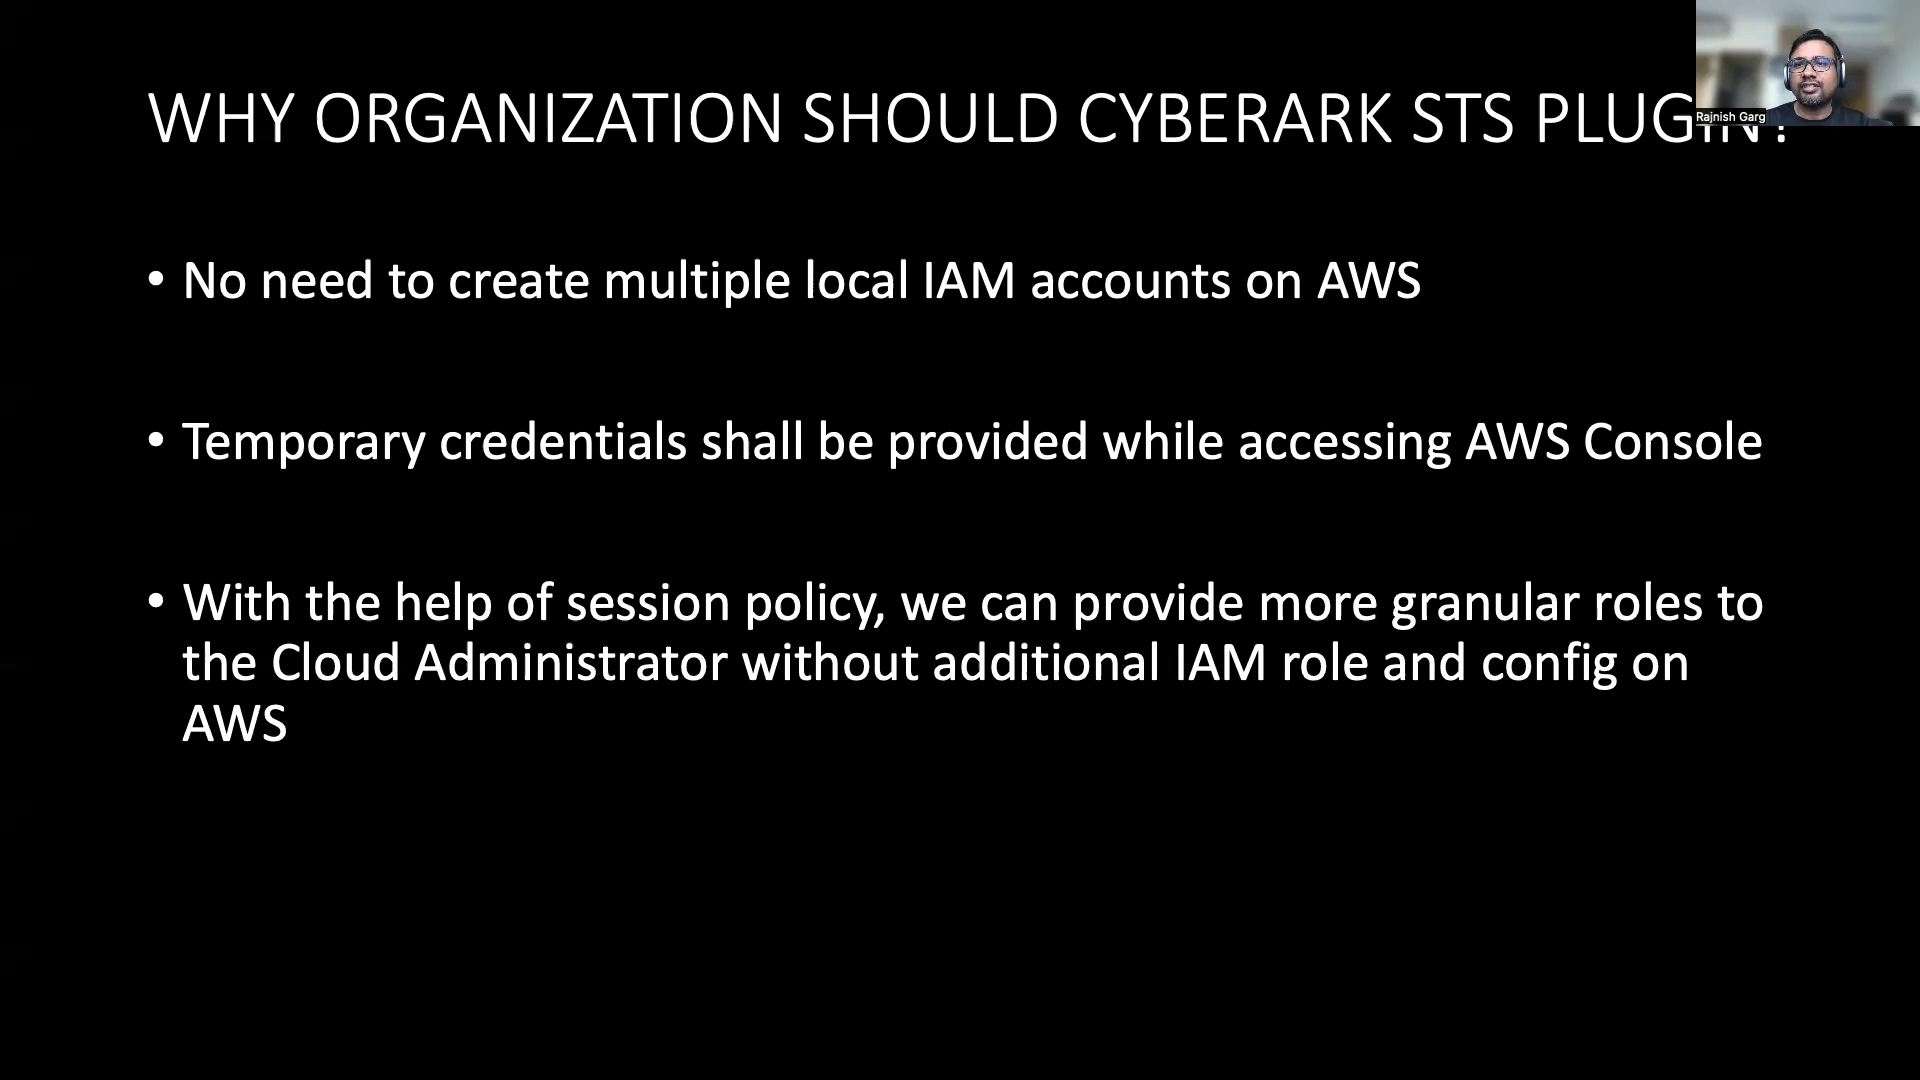 WHY ORGANIZATION SHOULD CYBERARK STS PLUGIN?
Rajnish Garg
• No need to create multiple local IAM accounts on AWS
• Temporary credentials shall be provided while accessing AWS Console
• With the help of session policy, we can provide more granular roles to
the Cloud Administrator without additional IAM role and config on
AWS